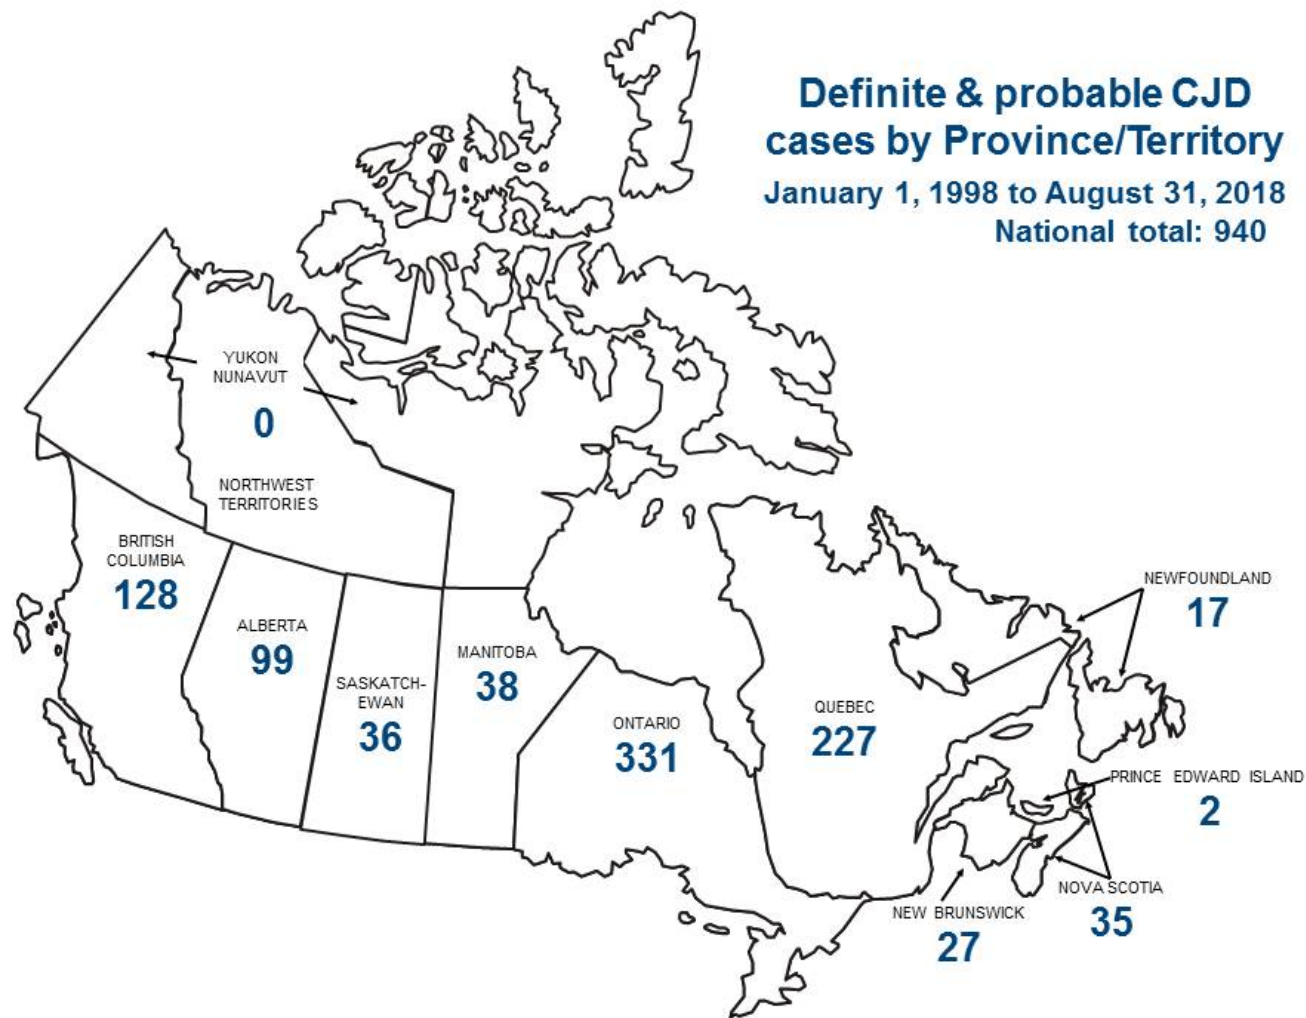 Definite & probable CJD
cases by Province/Territory
January 1, 1998 to August 31, 2018
National total: 940
YUKON
NUNAVUT
0
NORTHWEST
TERRITORIES
BRITISH
COLUMBIA
128
ALBERTA
99
SASKATCH-
EWAN
36
MANITOBA
38
ONTARIO
331
QUEBEC
227
NEWFOUNDLAND
17
PRINCE EDWARD ISLAND
2
NOVA SCOTIA
35
NEW BRUNSWICK
27